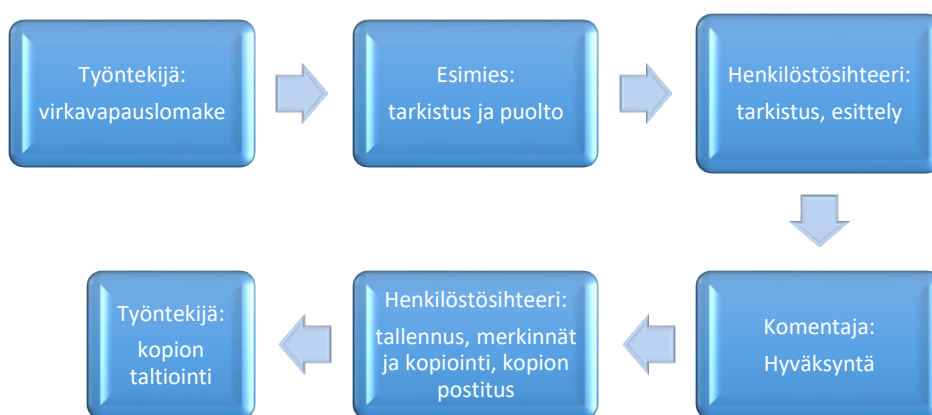 Työntekijä:
virkavapauslomake
Esimies:
tarkistus ja puolto
Henkilöstösihteeri:
tarkistus, esittely
Komentaja:
Hyväksyntä
Henkilöstösihteeri:
tallennus, merkinnät
ja kopiointi, kopion
postitus
Työntekijä:
kopion
taltiointi